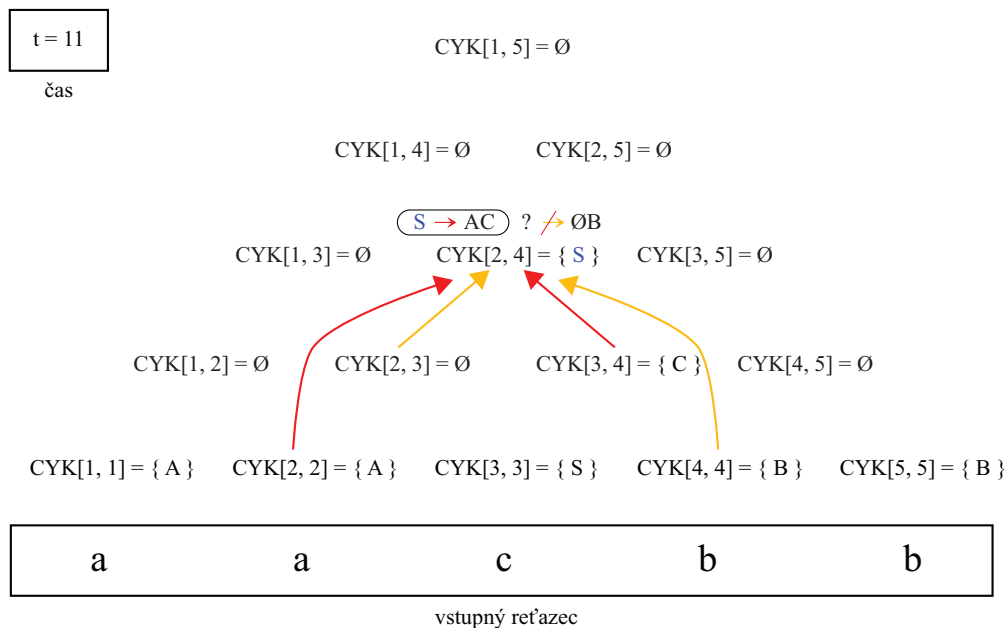 t = 11
čas
CYK[1, 5] = Ø
CYK[1, 4] = Ø CYK[2, 5] = Ø
S → AC ? ↛ ØB
CYK[1, 3] = Ø CYK[2, 4] = { S } CYK[3, 5] = Ø
CYK[1, 2] = Ø CYK[2, 3] = Ø CYK[3, 4] = { C } CYK[4, 5] = Ø
CYK[1, 1] = { A } CYK[2, 2] = { A } CYK[3, 3] = { S } CYK[4, 4] = { B } CYK[5, 5] = { B }
a a c b b
vstupný reťazec